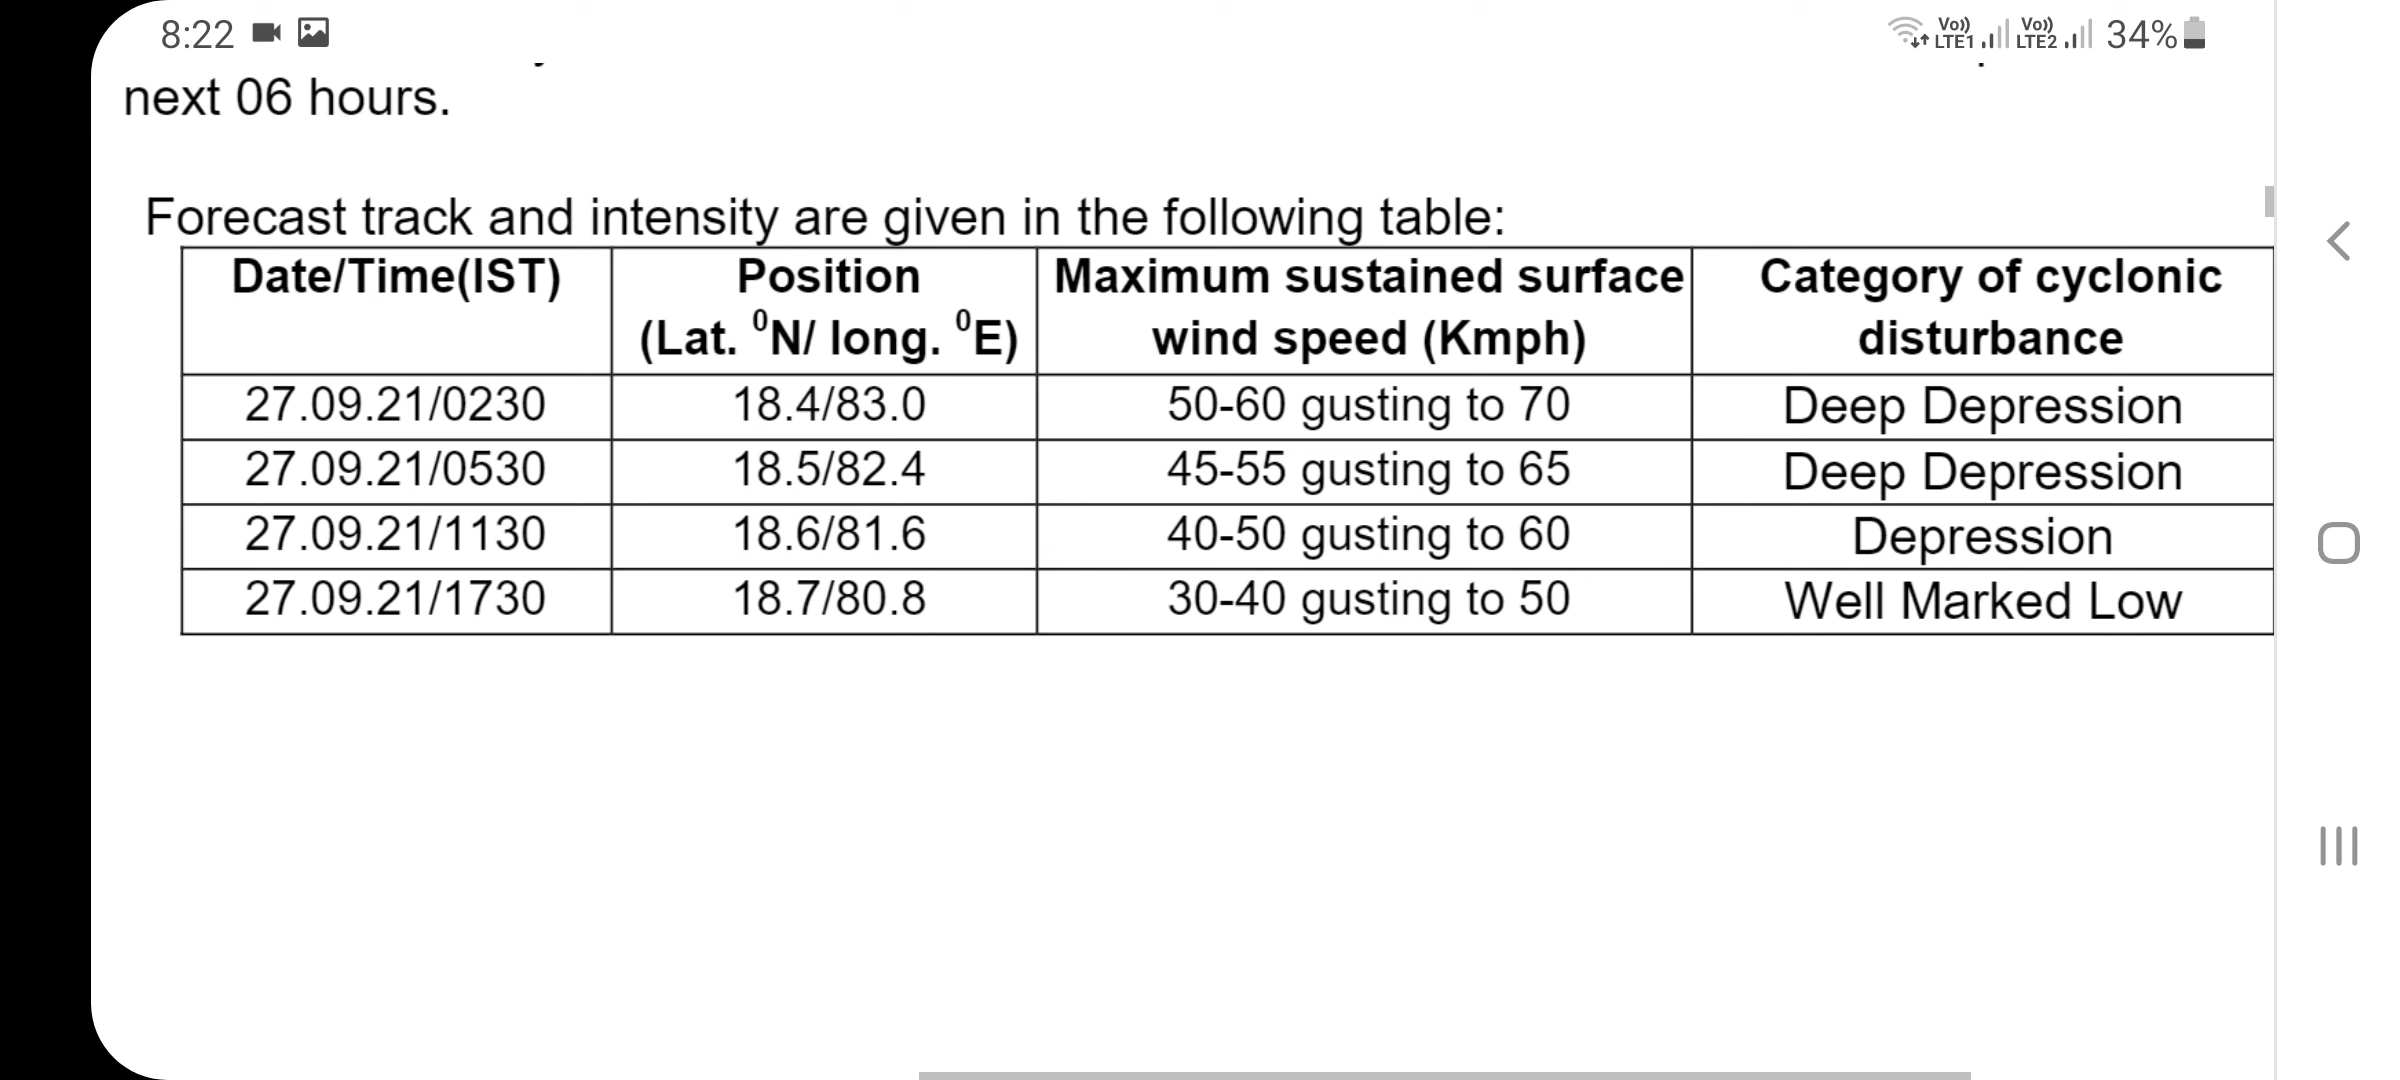 8:22 Vo)) LTE1 Vo)) LTE2 34%
next 06 hours.
Forecast track and intensity are given in the following table:
Date/Time(IST) Position (Lat. ⁰N/ long. ⁰E) Maximum sustained surface wind speed (Kmph) Category of cyclonic disturbance
27.09.21/0230 18.4/83.0 50-60 gusting to 70 Deep Depression
27.09.21/0530 18.5/82.4 45-55 gusting to 65 Deep Depression
27.09.21/1130 18.6/81.6 40-50 gusting to 60 Depression
27.09.21/1730 18.7/80.8 30-40 gusting to 50 Well Marked Low